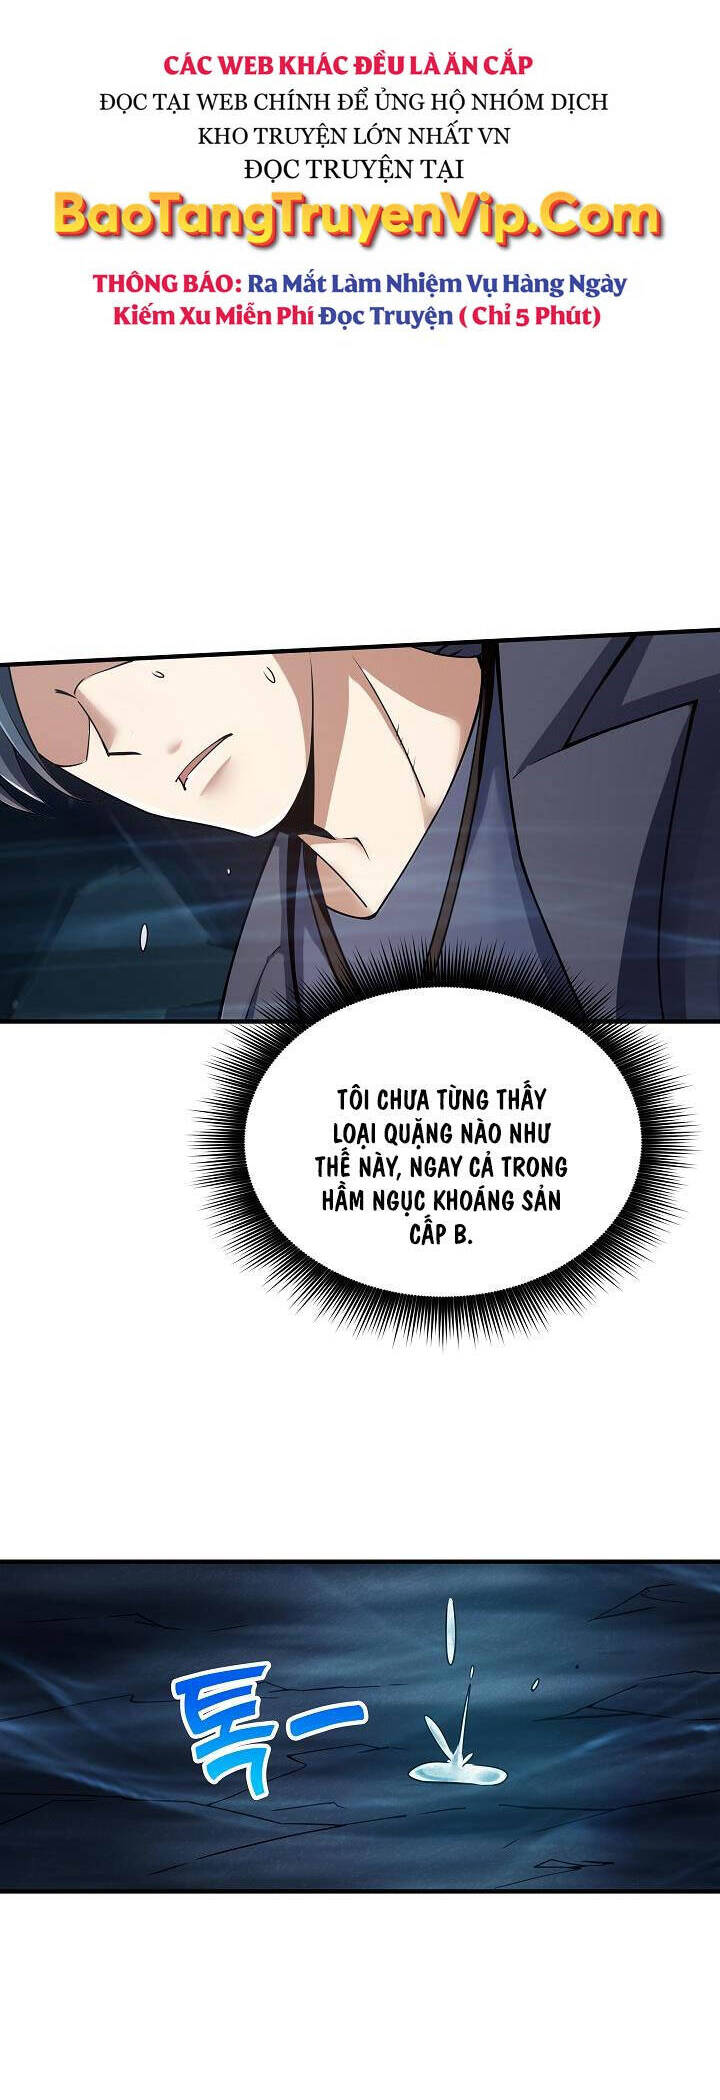 CÁC WEB KHÁC ĐỀU LÀ ĂN CẮP
ĐỌC TẠI WEB CHÍNH ĐỂ ỦNG HỘ NHÓM DỊCH
KHO TRUYỆN LỚN NHẤT VN
ĐỌC TRUYỆN TẠI
BaoTangTruyenVip.Com
THÔNG BÁO: Ra Mắt Làm Nhiệm Vụ Hàng Ngày
Kiếm Xu Miễn Phí Đọc Truyện ( Chỉ 5 Phút)
TÔI CHƯA TỪNG THẤY
LOẠI QUẶNG NÀO NHƯ
THẾ NÀY, NGAY CẢ TRONG
HẦM NGỤC KHOÁNG SẢN
CẤP B.
톡-